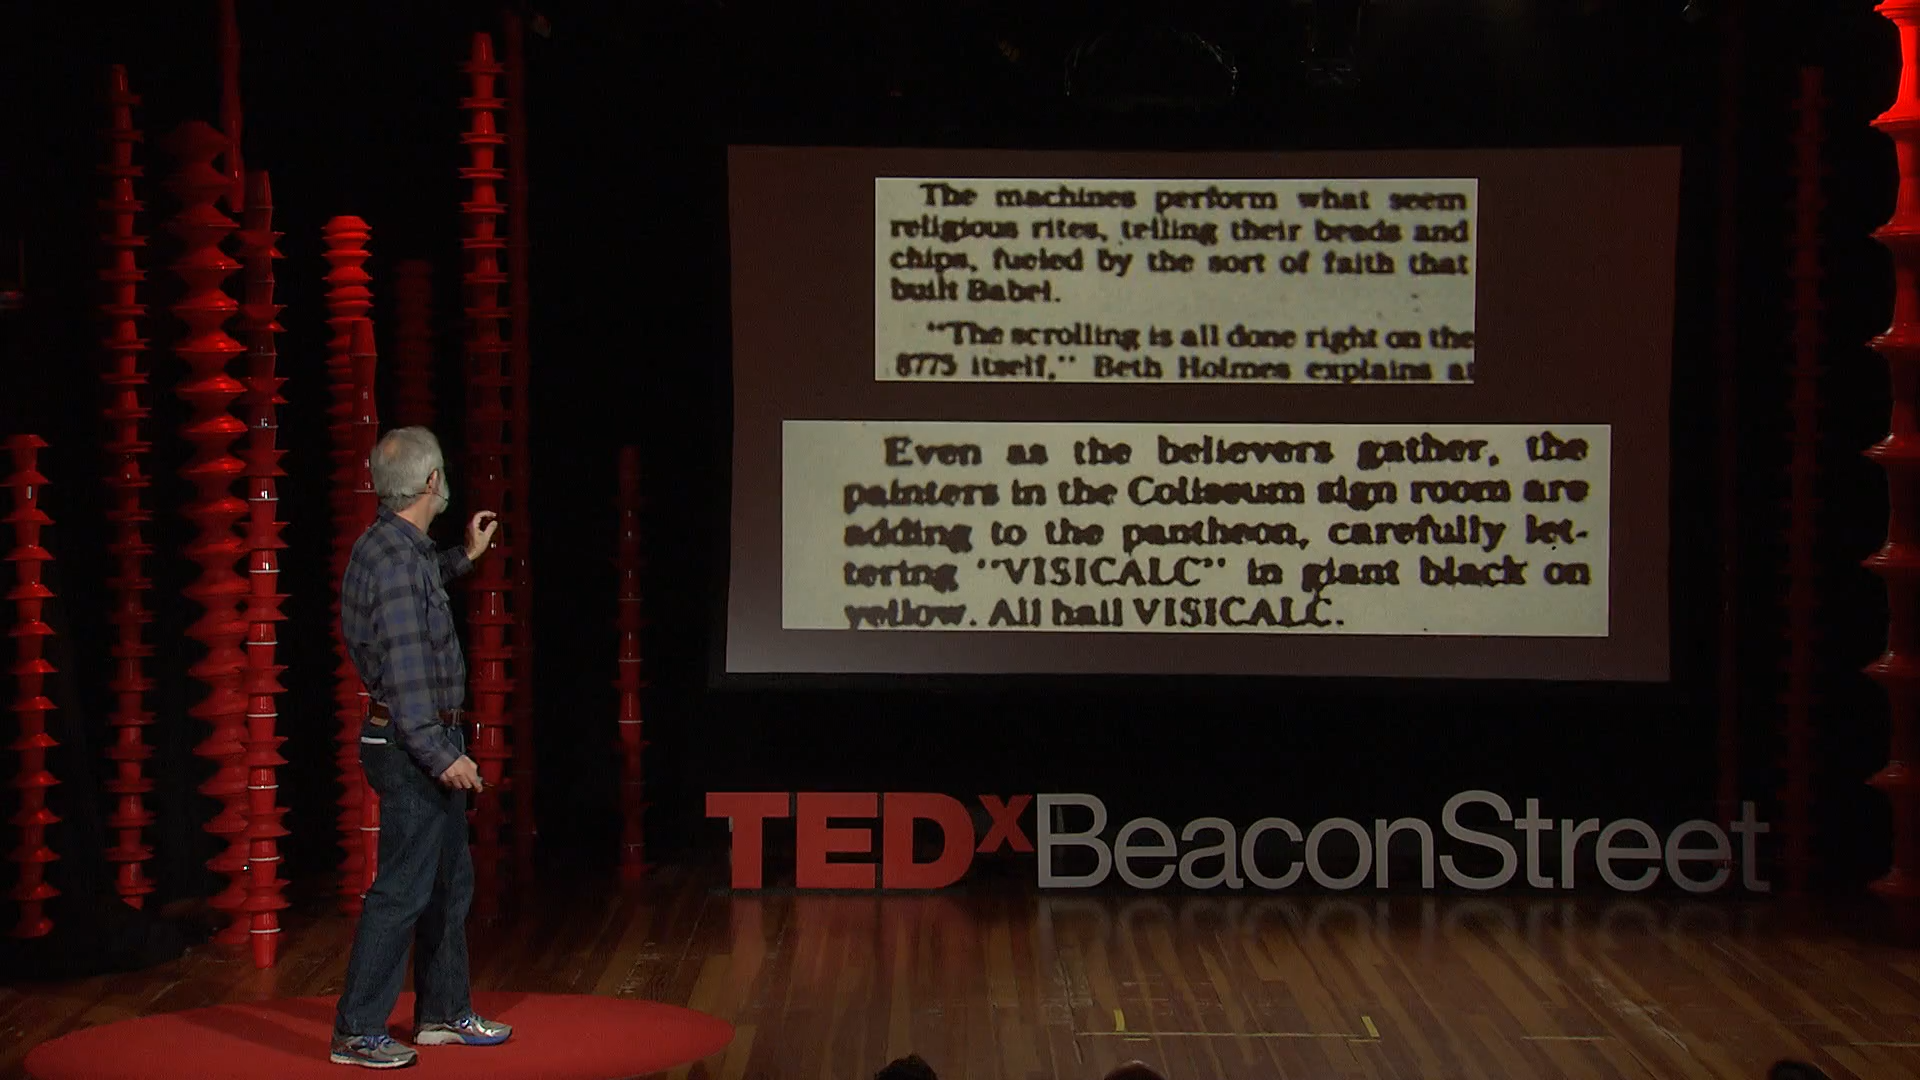 The machines perform what seem
religious rites, telling their beads and
chips, fueled by the sort of faith that
built Babel.
"The scrolling is all done right on the
8775 itself," Beth Holmes explains at
Even as the believers gather, the
painters in the Coliseum sign room are
adding to the pantheon, carefully let-
tering "VISICALC" in giant black on
yellow. All hail VISICALC.
TEDxBeaconStreet